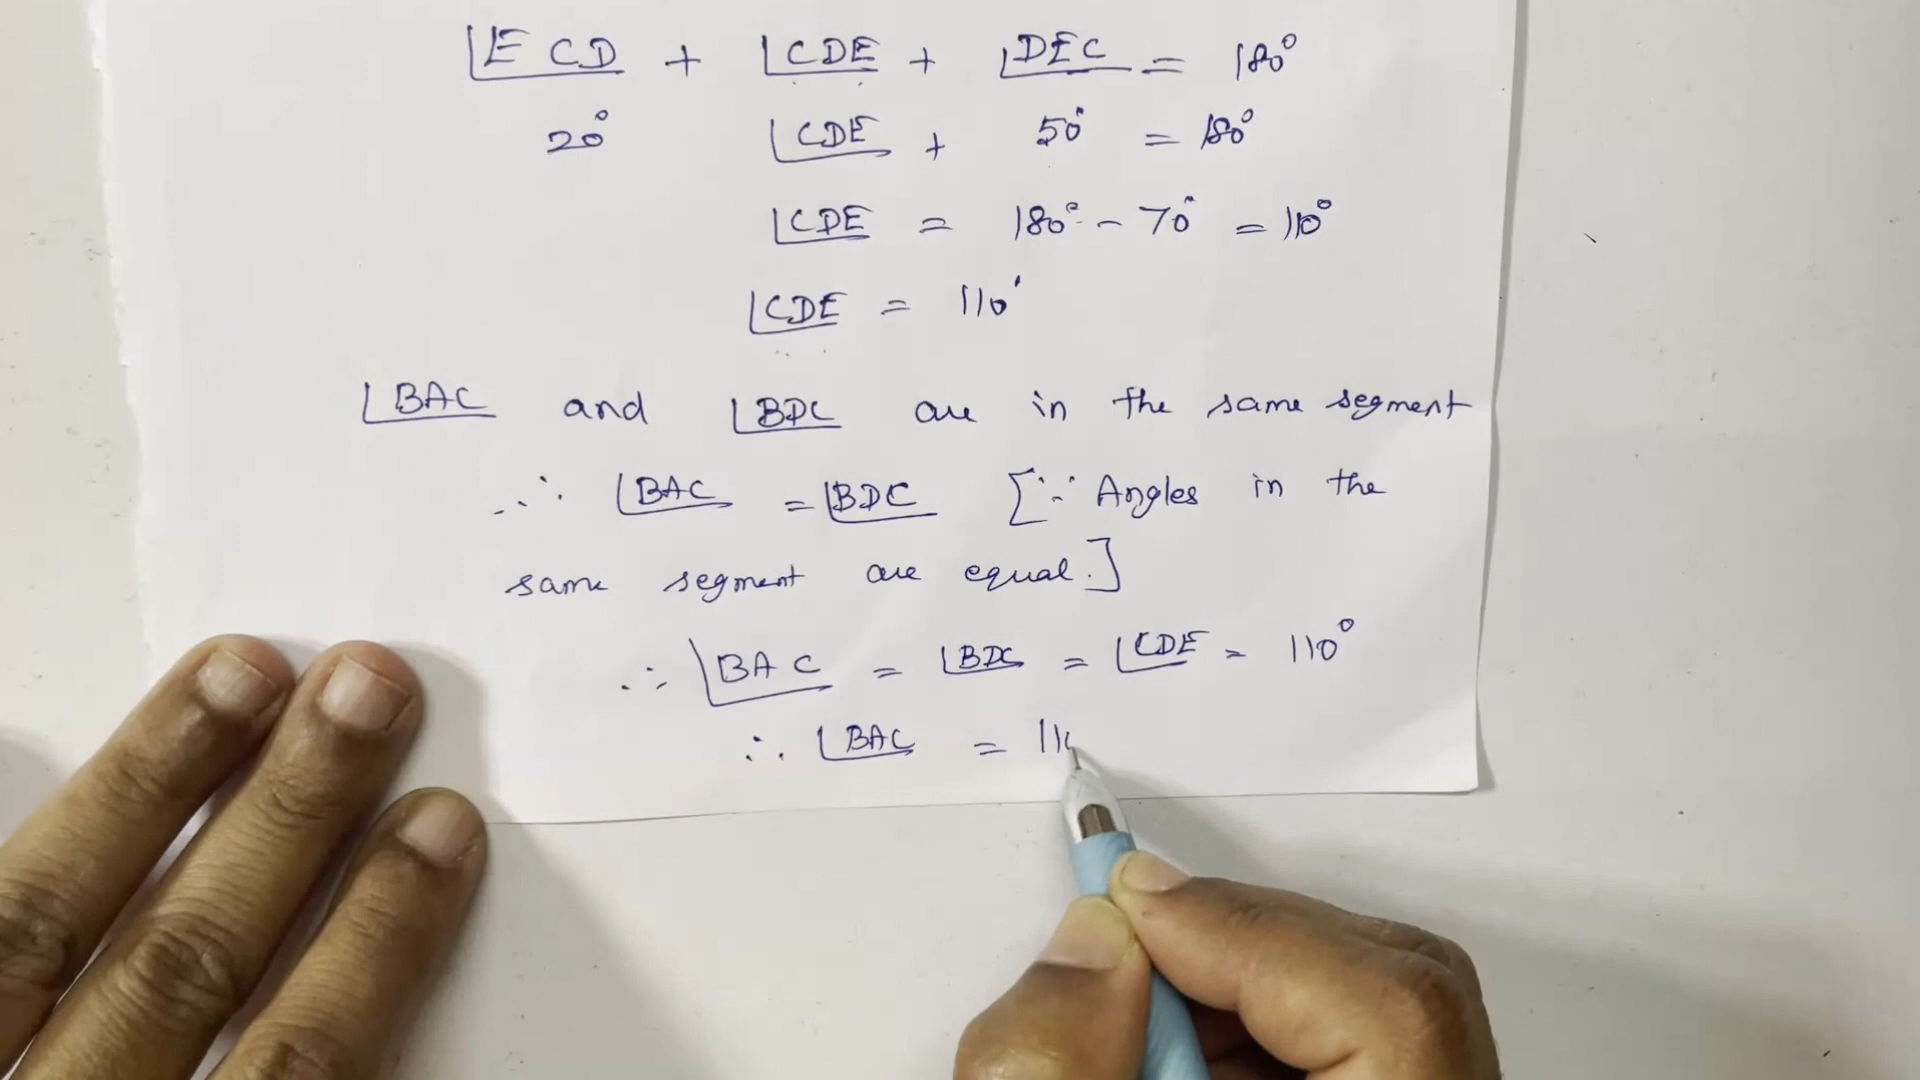 ∠ECD + ∠CDE + ∠DEC = 180°
20° ∠CDE + 50° = 180°
∠CDE = 180° - 70° = 110°
∠CDE = 110°
∠BAC and ∠BDC are in the same segment
∴ ∠BAC = ∠BDC [∵ Angles in the
same segment are equal.]
∴ ∠BAC = ∠BDC = ∠CDE = 110°
∴ ∠BAC = 110